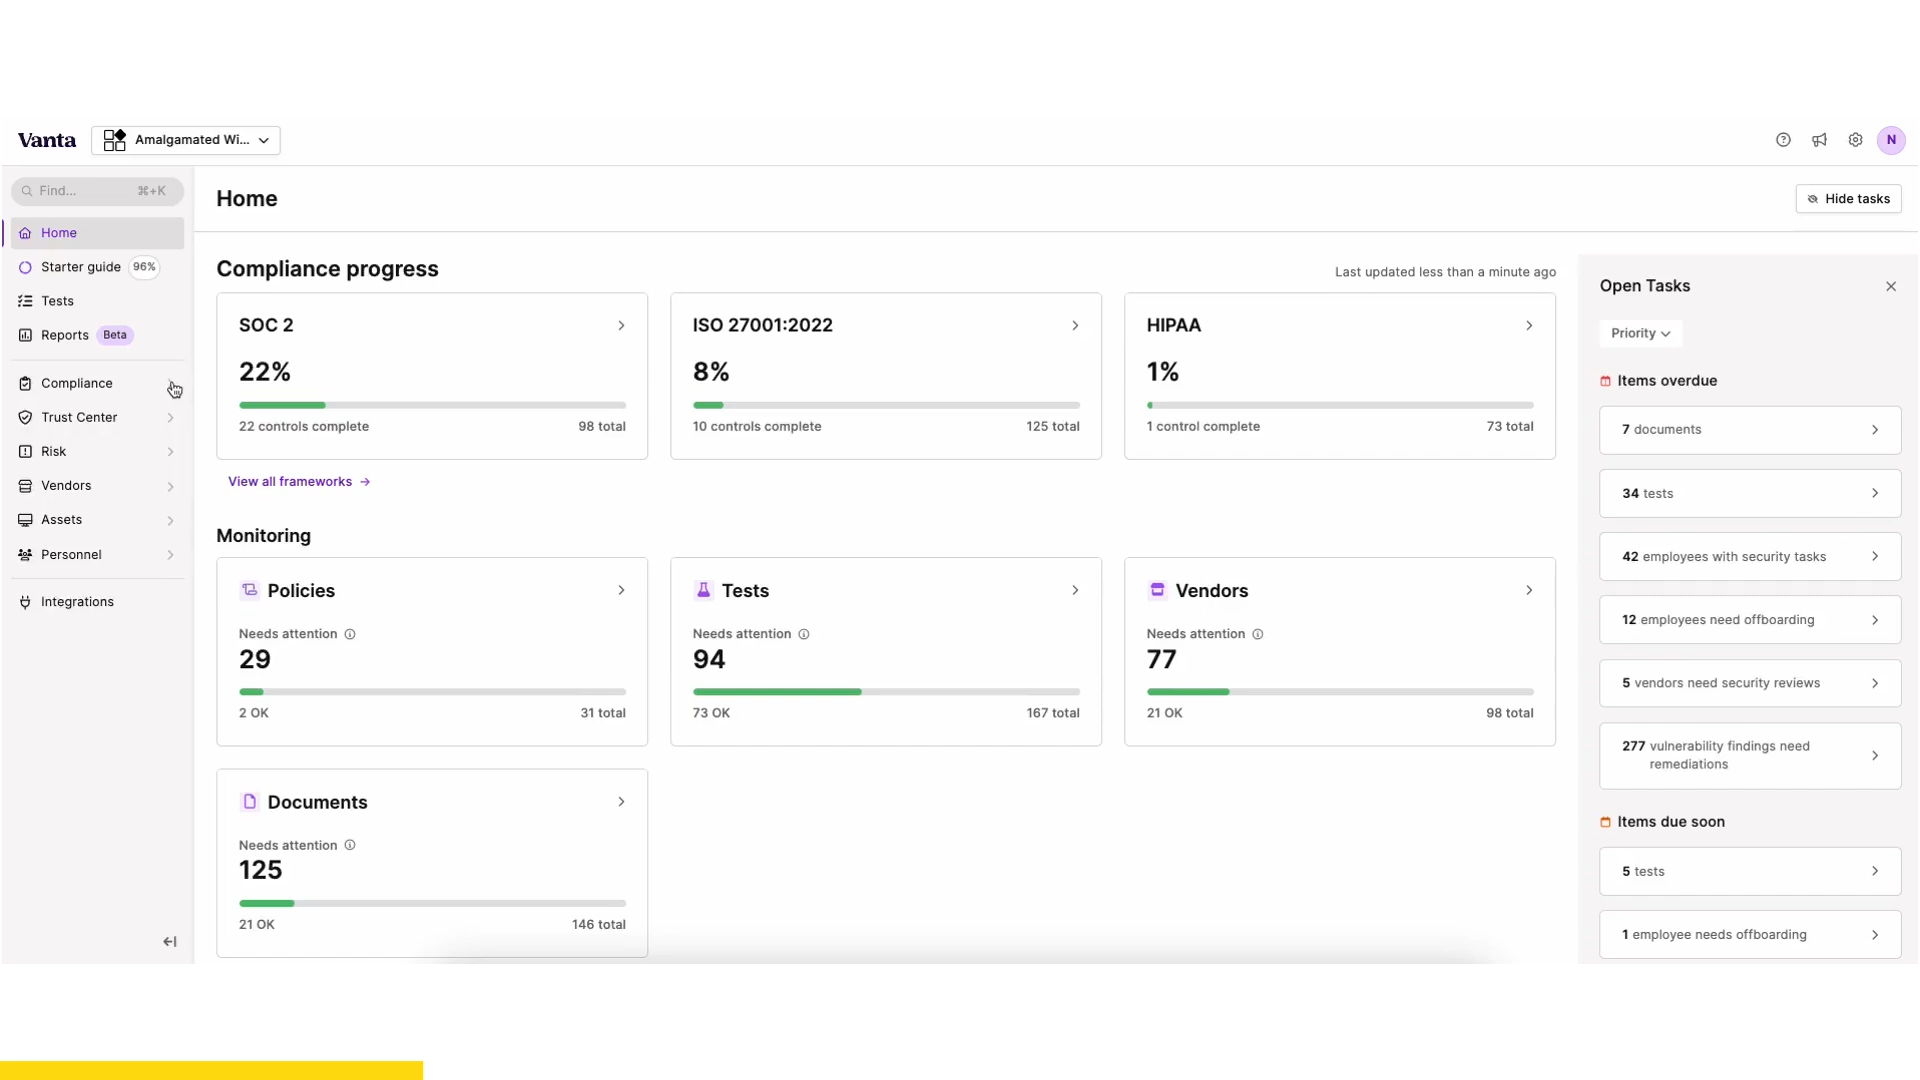 Vanta
Amalgamated Wi...
N
Find... ⌘+K
Home
Starter guide 96%
Tests
Reports Beta
Compliance
Trust Center
Risk
Vendors
Assets
Personnel
Integrations
Home
Hide tasks
Compliance progress
Last updated less than a minute ago
SOC 2
22%
22 controls complete 98 total
ISO 27001:2022
8%
10 controls complete 125 total
HIPAA
1%
1 control complete 73 total
View all frameworks →
Monitoring
Policies
Needs attention
29
2 OK 31 total
Tests
Needs attention
94
73 OK 167 total
Vendors
Needs attention
77
21 OK 98 total
Documents
Needs attention
125
21 OK 146 total
Open Tasks
Priority
Items overdue
7 documents
34 tests
42 employees with security tasks
12 employees need offboarding
5 vendors need security reviews
277 vulnerability findings need
remediations
Items due soon
5 tests
1 employee needs offboarding